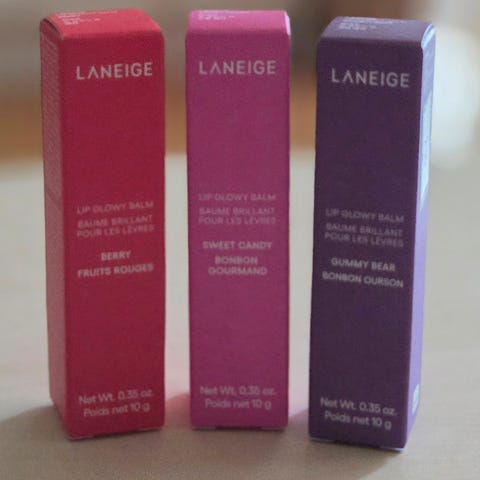 LANEIGE
LIP GLOWY BALM
BAUME BRILLANT
POUR LES LÈVRES
BERRY
FRUITS ROUGES
Net Wt. 0.35 oz.
Poids net 10 g
LANEIGE
LIP GLOWY BALM
BAUME BRILLANT
POUR LES LÈVRES
SWEET CANDY
BONBON
GOURMAND
Net Wt. 0.35 oz.
Poids net 10 g
LANEIGE
LIP GLOWY BALM
BAUME BRILLANT
POUR LES LÈVRES
GUMMY BEAR
BONBON OURSON
Net Wt. 0.35 oz.
Poids net 10 g